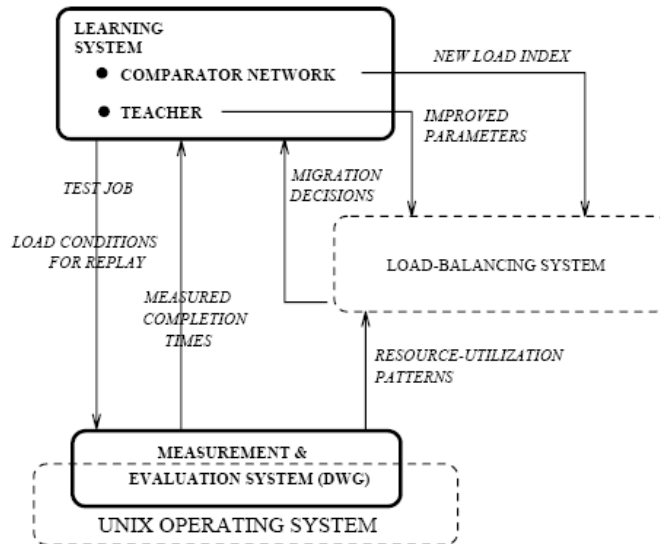 LEARNING
SYSTEM
COMPARATOR NETWORK
TEACHER
NEW LOAD INDEX
IMPROVED
PARAMETERS
MIGRATION
DECISIONS
TEST JOB
LOAD CONDITIONS
FOR REPLAY
MEASURED
COMPLETION
TIMES
LOAD-BALANCING SYSTEM
RESOURCE-UTILIZATION
PATTERNS
MEASUREMENT &
EVALUATION SYSTEM (DWG)
UNIX OPERATING SYSTEM